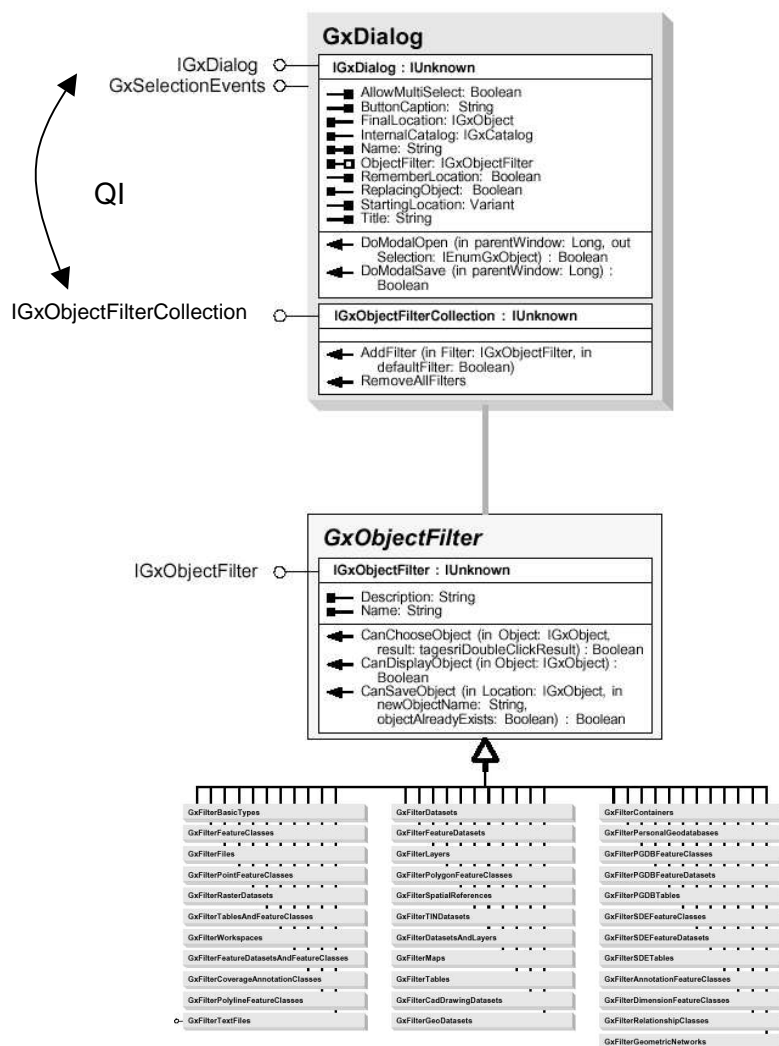 GxDialog
IGxDialog
IGxDialog : IUnknown
GxSelectionEvents
AllowMultiSelect: Boolean
ButtonCaption: String
FinalLocation: IGxObject
InternalCatalog: IGxCatalog
Name: String
ObjectFilter: IGxObjectFilter
RememberLocation: Boolean
ReplacingObject: Boolean
StartingLocation: Variant
Title: String
QI
DoModalOpen (in parentWindow: Long, out
Selection: IEnumGxObject) : Boolean
DoModalSave (in parentWindow: Long) :
Boolean
IGxObjectFilterCollection
IGxObjectFilterCollection : IUnknown
AddFilter (in Filter: IGxObjectFilter, in
defaultFilter: Boolean)
RemoveAllFilters
GxObjectFilter
IGxObjectFilter
IGxObjectFilter : IUnknown
Description: String
Name: String
CanChooseObject (in Object: IGxObject,
result: tagesriDoubleClickResult) : Boolean
CanDisplayObject (in Object: IGxObject) :
Boolean
CanSaveObject (in Location: IGxObject, in
newObjectName: String,
objectAlreadyExists: Boolean) : Boolean
GxFilterBasicTypes
GxFilterFeatureClasses
GxFilterFiles
GxFilterPointFeatureClasses
GxFilterRasterDatasets
GxFilterTablesAndFeatureClasses
GxFilterWorkspaces
GxFilterFeatureDatasetsAndFeatureClasses
GxFilterCoverageAnnotationClasses
GxFilterPolylineFeatureClasses
GxFilterTextFiles
GxFilterDatasets
GxFilterFeatureDatasets
GxFilterLayers
GxFilterPolygonFeatureClasses
GxFilterSpatialReferences
GxFilterTINDatasets
GxFilterDatasetsAndLayers
GxFilterMaps
GxFilterTables
GxFilterCadDrawingDatasets
GxFilterGeoDatasets
GxFilterContainers
GxFilterPersonalGeodatabases
GxFilterPGDBFeatureClasses
GxFilterPGDBFeatureDatasets
GxFilterPGDBTables
GxFilterSDEFeatureClasses
GxFilterSDEFeatureDatasets
GxFilterSDETables
GxFilterAnnotationFeatureClasses
GxFilterDimensionFeatureClasses
GxFilterRelationshipClasses
GxFilterGeometricNetworks